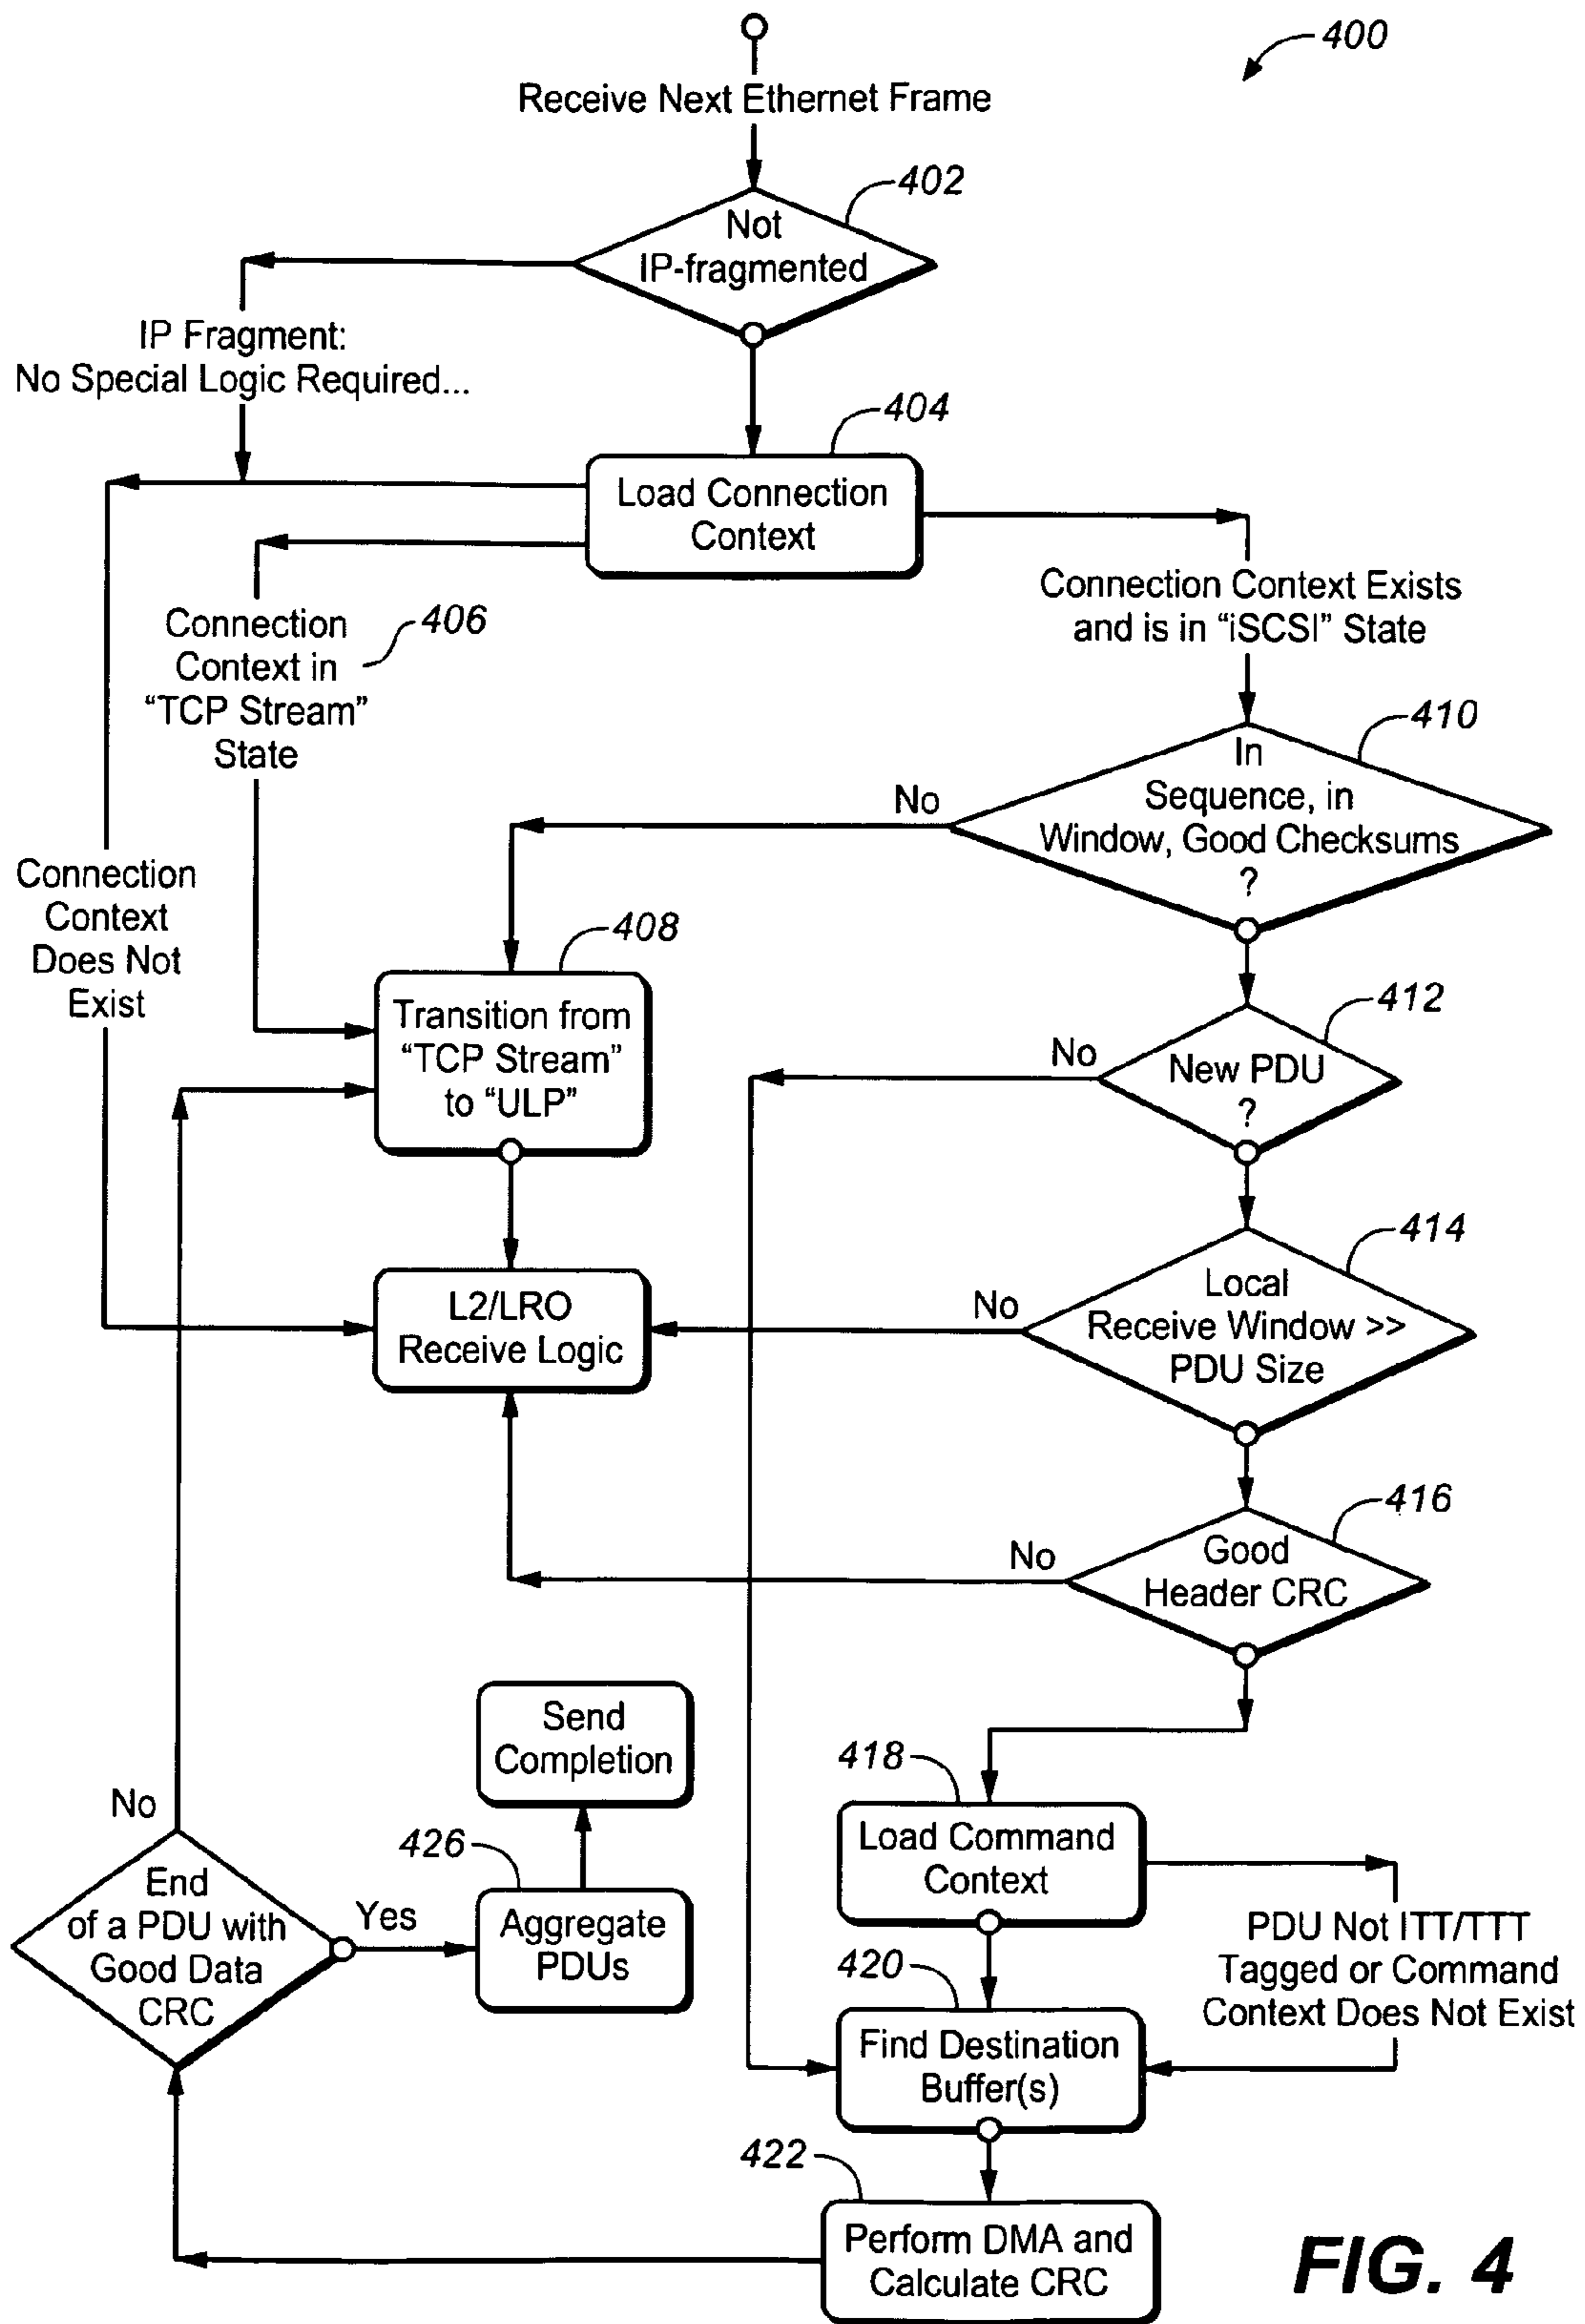 400
Receive Next Ethernet Frame
402
Not
IP-fragmented
IP Fragment:
No Special Logic Required...
404
Load Connection
Context
Connection Context Exists
and is in “iSCSI” State
Connection
Context in
“TCP Stream”
State
406
410
In
Sequence, in
Window, Good Checksums
?
No
Connection
Context
Does Not
Exist
408
Transition from
“TCP Stream”
to “ULP”
412
New PDU
?
No
414
Local
Receive Window >>
PDU Size
No
L2/LRO
Receive Logic
416
Good
Header CRC
No
Send
Completion
418
Load Command
Context
No
End
of a PDU with
Good Data
CRC
Yes
426
Aggregate
PDUs
PDU Not ITT/TTT
Tagged or Command
Context Does Not Exist
420
Find Destination
Buffer(s)
422
Perform DMA and
Calculate CRC
FIG. 4